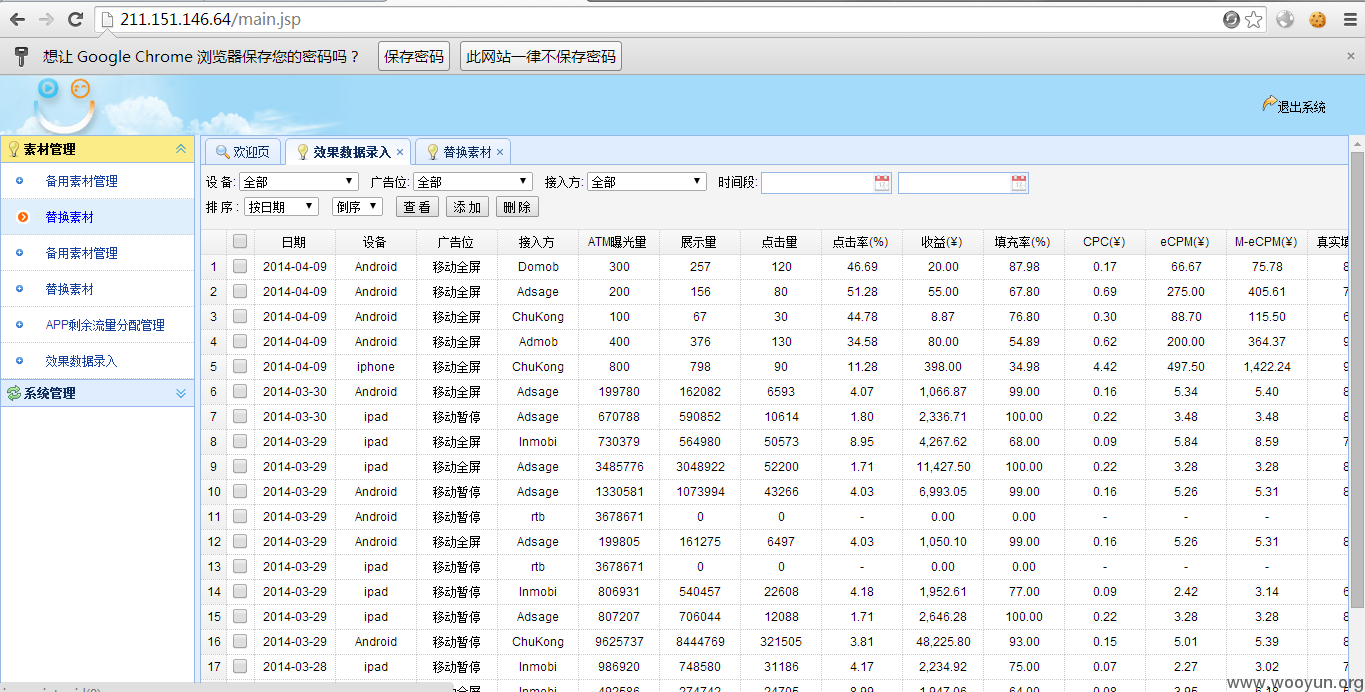 211.151.146.64/main.jsp
想让 Google Chrome 浏览器保存您的密码吗？ 保存密码 此网站一律不保存密码
退出系统
素材管理
备用素材管理
替换素材
备用素材管理
替换素材
APP剩余流量分配管理
效果数据录入
系统管理
欢迎页 效果数据录入 替换素材
设 备: 全部 广告位: 全部 接入方: 全部 时间段:
排 序 : 按日期 倒序 查 看 添 加 删 除
日期 设备 广告位 接入方 ATM曝光量 展示量 点击量 点击率(%) 收益(¥) 填充率(%) CPC(¥) eCPM(¥) M-eCPM(¥) 真实
1 2014-04-09 Android 移动全屏 Domob 300 257 120 46.69 20.00 87.98 0.17 66.67 75.78
2 2014-04-09 Android 移动全屏 Adsage 200 156 80 51.28 55.00 67.80 0.69 275.00 405.61
3 2014-04-09 Android 移动全屏 ChuKong 100 67 30 44.78 8.87 76.80 0.30 88.70 115.50
4 2014-04-09 Android 移动全屏 Admob 400 376 130 34.58 80.00 54.89 0.62 200.00 364.37
5 2014-04-09 iphone 移动全屏 ChuKong 800 798 90 11.28 398.00 34.98 4.42 497.50 1,422.24
6 2014-03-30 Android 移动全屏 Adsage 199780 162082 6593 4.07 1,066.87 99.00 0.16 5.34 5.40
7 2014-03-30 ipad 移动暂停 Adsage 670788 590852 10614 1.80 2,336.71 100.00 0.22 3.48 3.48
8 2014-03-29 ipad 移动全屏 Inmobi 730379 564980 50573 8.95 4,267.62 68.00 0.09 5.84 8.59
9 2014-03-29 ipad 移动全屏 Adsage 3485776 3048922 52200 1.71 11,427.50 100.00 0.22 3.28 3.28
10 2014-03-29 Android 移动暂停 Adsage 1330581 1073994 43266 4.03 6,993.05 99.00 0.16 5.26 5.31
11 2014-03-29 Android 移动暂停 rtb 3678671 0 0 - 0.00 0.00 - - -
12 2014-03-29 Android 移动全屏 Adsage 199805 161275 6497 4.03 1,050.10 99.00 0.16 5.26 5.31
13 2014-03-29 ipad 移动暂停 rtb 3678671 0 0 - 0.00 0.00 - - -
14 2014-03-29 ipad 移动暂停 Inmobi 806931 540457 22608 4.18 1,952.61 77.00 0.09 2.42 3.14
15 2014-03-29 ipad 移动暂停 Adsage 807207 706044 12088 1.71 2,646.28 100.00 0.22 3.28 3.28
16 2014-03-29 Android 移动暂停 ChuKong 9625737 8444769 321505 3.81 48,225.80 93.00 0.15 5.01 5.39
17 2014-03-28 ipad 移动暂停 Inmobi 986920 748580 31186 4.17 2,234.92 75.00 0.07 2.27 3.02
www.wooyun.org